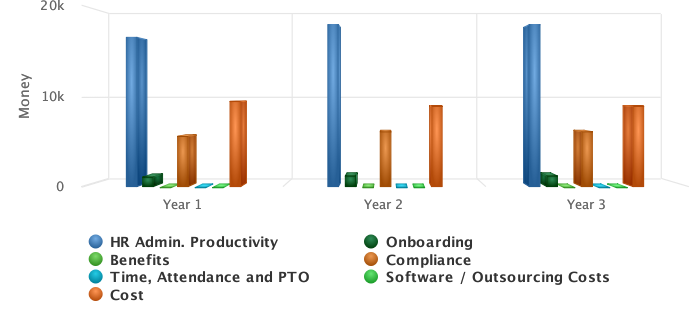 20k
10k
0
Money
Year 1
Year 2
Year 3
HR Admin. Productivity
Onboarding
Benefits
Compliance
Time, Attendance and PTO
Software / Outsourcing Costs
Cost